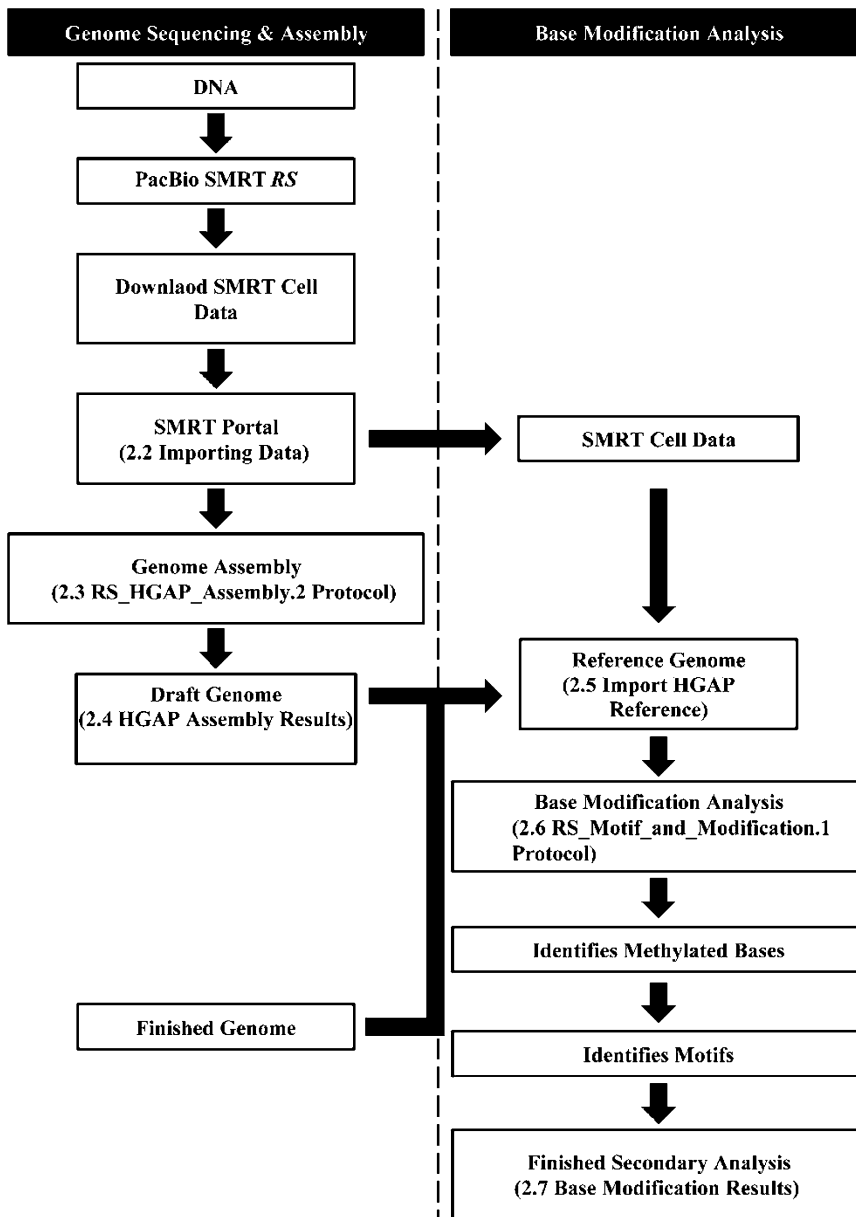 Genome Sequencing & Assembly
DNA
PacBio SMRT RS
Downlaod SMRT Cell
Data
SMRT Portal
(2.2 Importing Data)
Genome Assembly
(2.3 RS_HGAP_Assembly.2 Protocol)
Draft Genome
(2.4 HGAP Assembly Results)
Finished Genome
Base Modification Analysis
SMRT Cell Data
Reference Genome
(2.5 Import HGAP
Reference)
Base Modification Analysis
(2.6 RS_Motif_and_Modification.1
Protocol)
Identifies Methylated Bases
Identifies Motifs
Finished Secondary Analysis
(2.7 Base Modification Results)